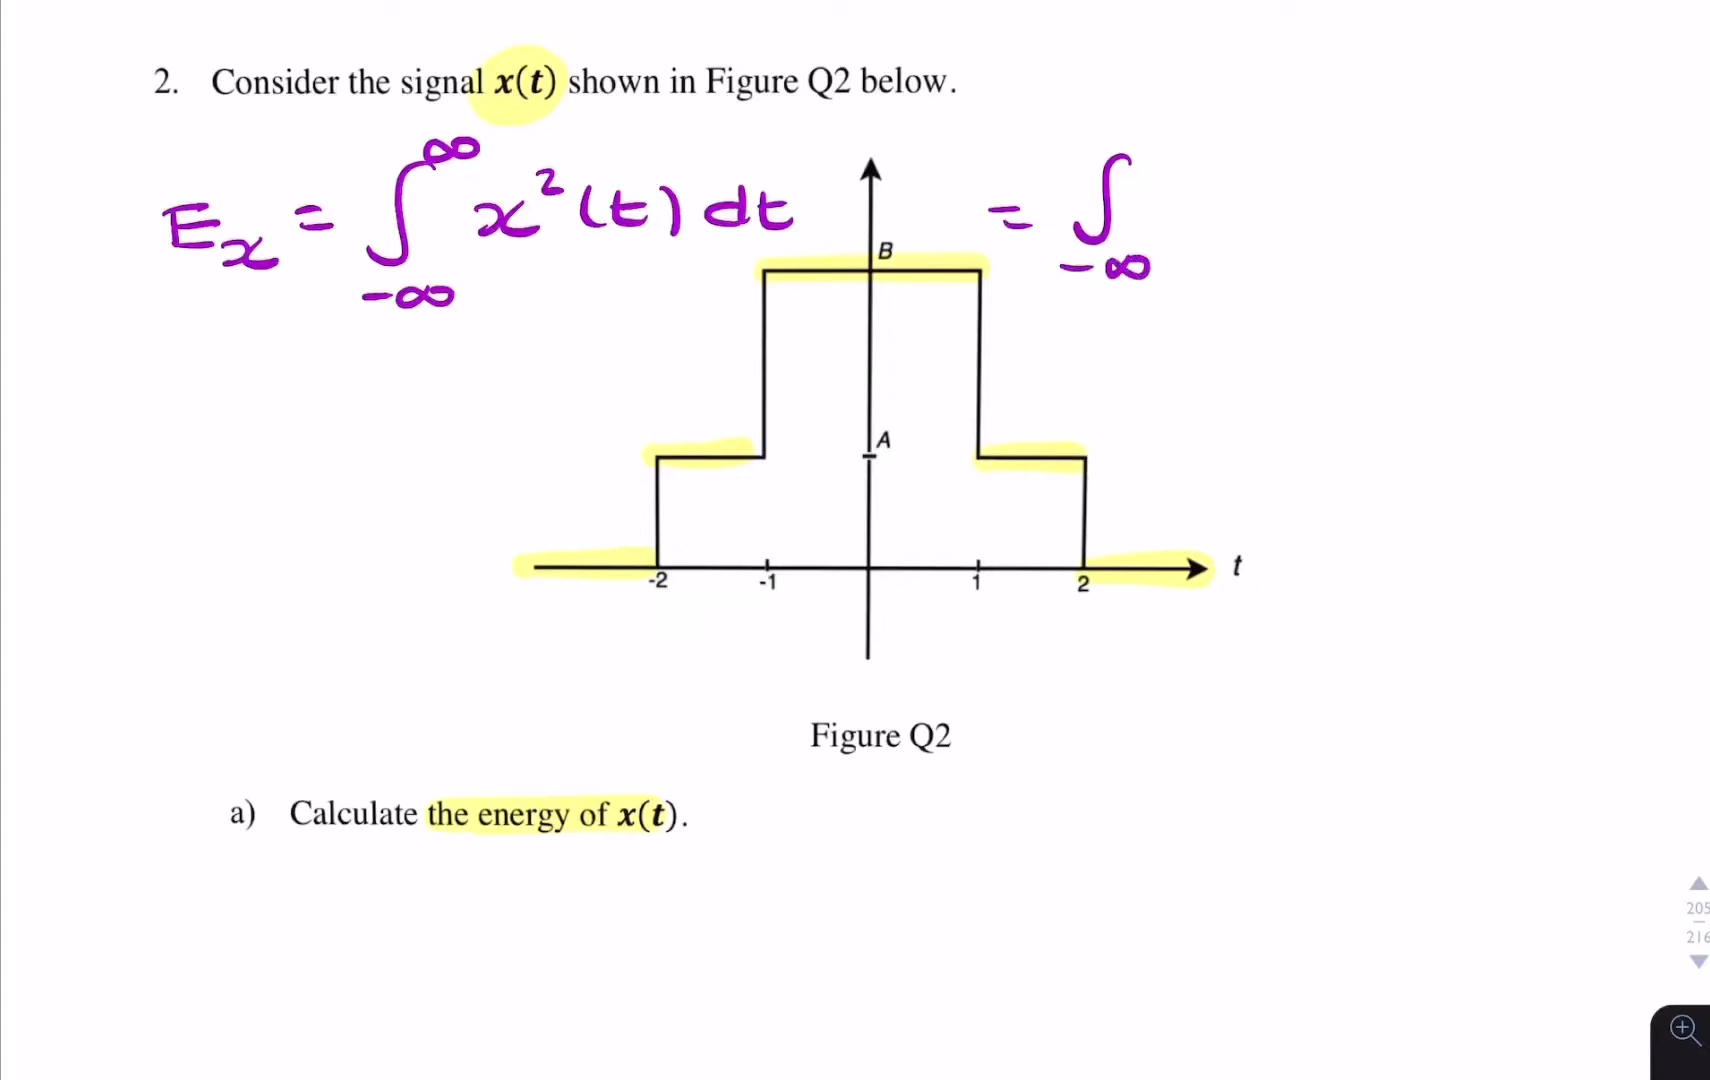 2. Consider the signal x(t) shown in Figure Q2 below.
E_x = ∫_{-∞}^{∞} x²(t) dt = ∫_{-∞}
B
A
t
-2 -1 1 2
Figure Q2
a) Calculate the energy of x(t).
205
216